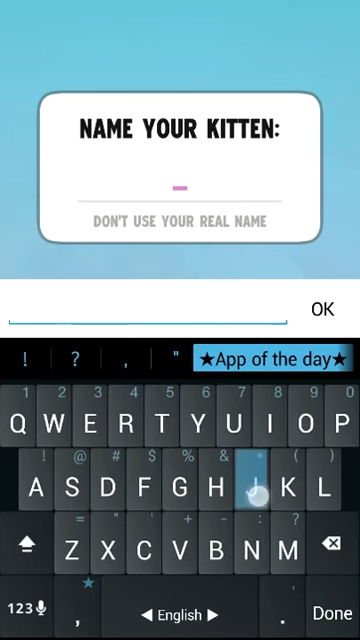 NAME YOUR KITTEN:
DON'T USE YOUR REAL NAME
OK
! ? , " ★App of the day★
1 2 3 4 5 6 7 8 9 0
Q W E R T Y U I O P
! @ # $ % & * ( )
A S D F G H J K L
= " ' + - : ?
Z X C V B N M
123 , ◀ English ▶ . Done